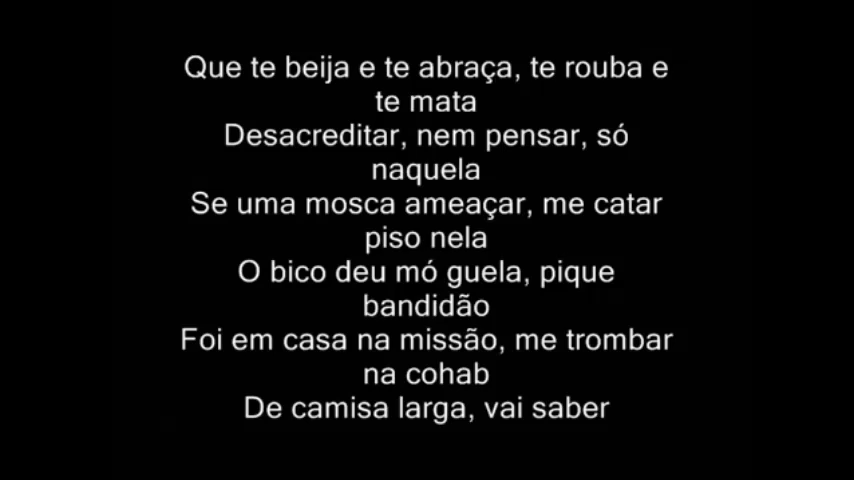 Que te beija e te abraça, te rouba e
te mata
Desacreditar, nem pensar, só
naquela
Se uma mosca ameaçar, me catar
piso nela
O bico deu mó guela, pique
bandidão
Foi em casa na missão, me trombar
na cohab
De camisa larga, vai saber